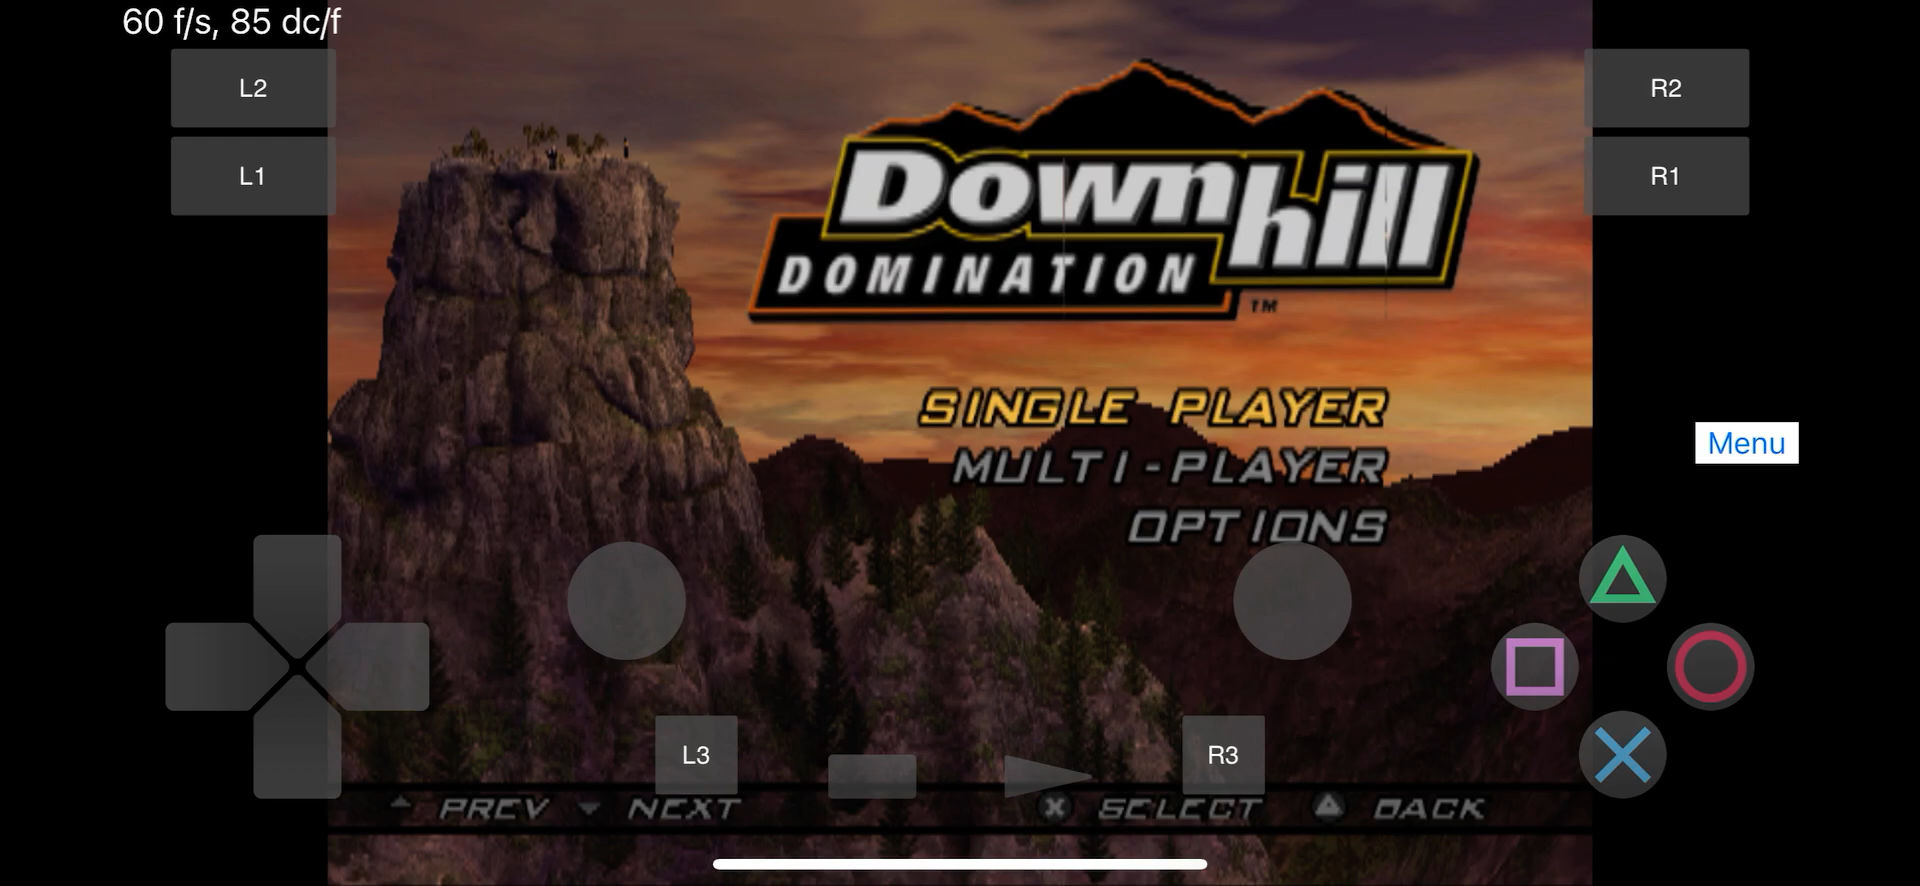 60 f/s, 85 dc/f
L2
R2
L1
R1
Downhill
DOMINATION
™
SINGLE PLAYER
Menu
MULTI-PLAYER
OPTIONS
L3
R3
PREV NEXT SELECT BACK